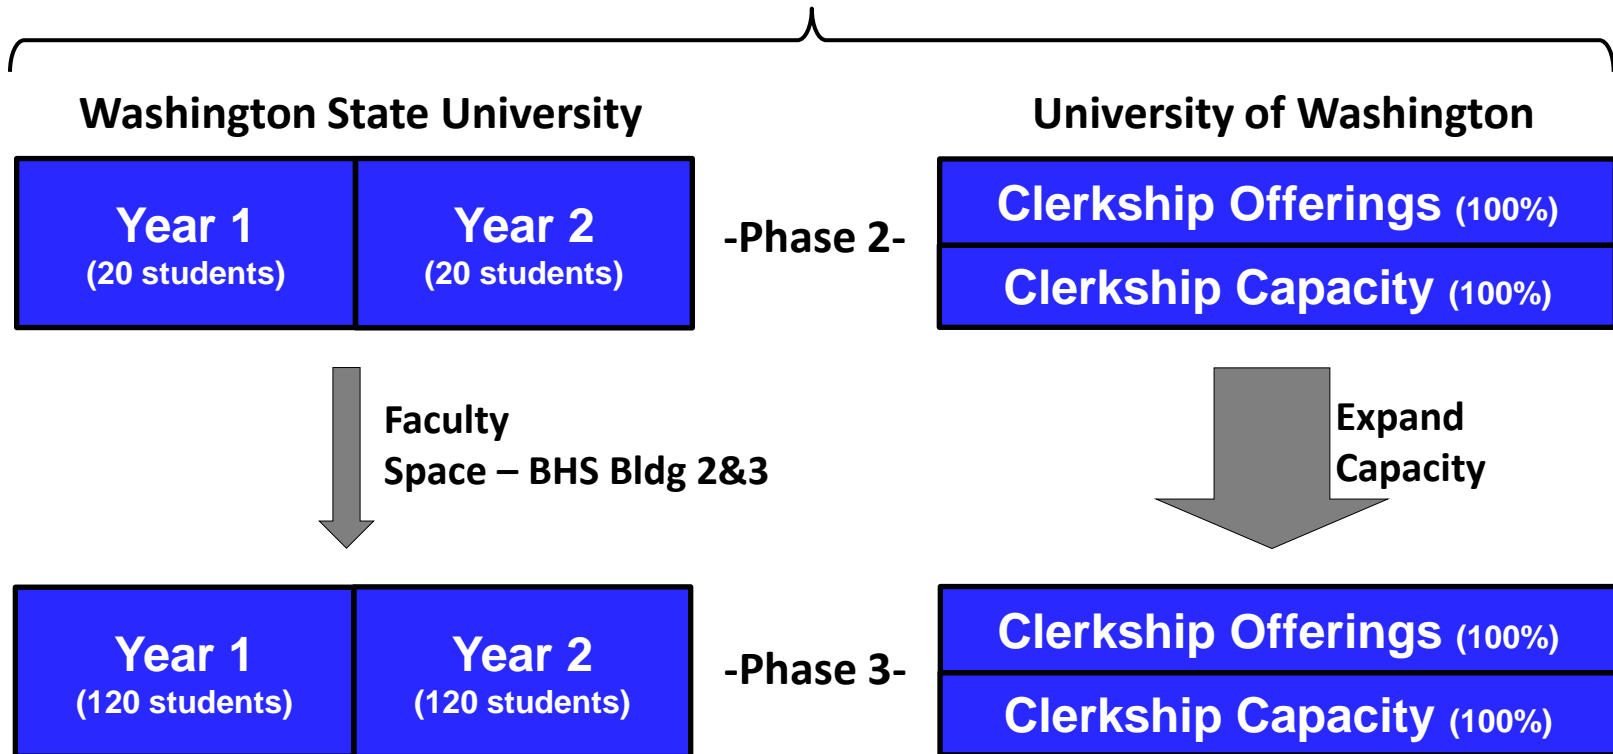 Washington State University
University of Washington
Year 1
(20 students)
Year 2
(20 students)
-Phase 2-
Clerkship Offerings (100%)
Clerkship Capacity (100%)
Faculty
Space – BHS Bldg 2&3
Expand
Capacity
Year 1
(120 students)
Year 2
(120 students)
-Phase 3-
Clerkship Offerings (100%)
Clerkship Capacity (100%)